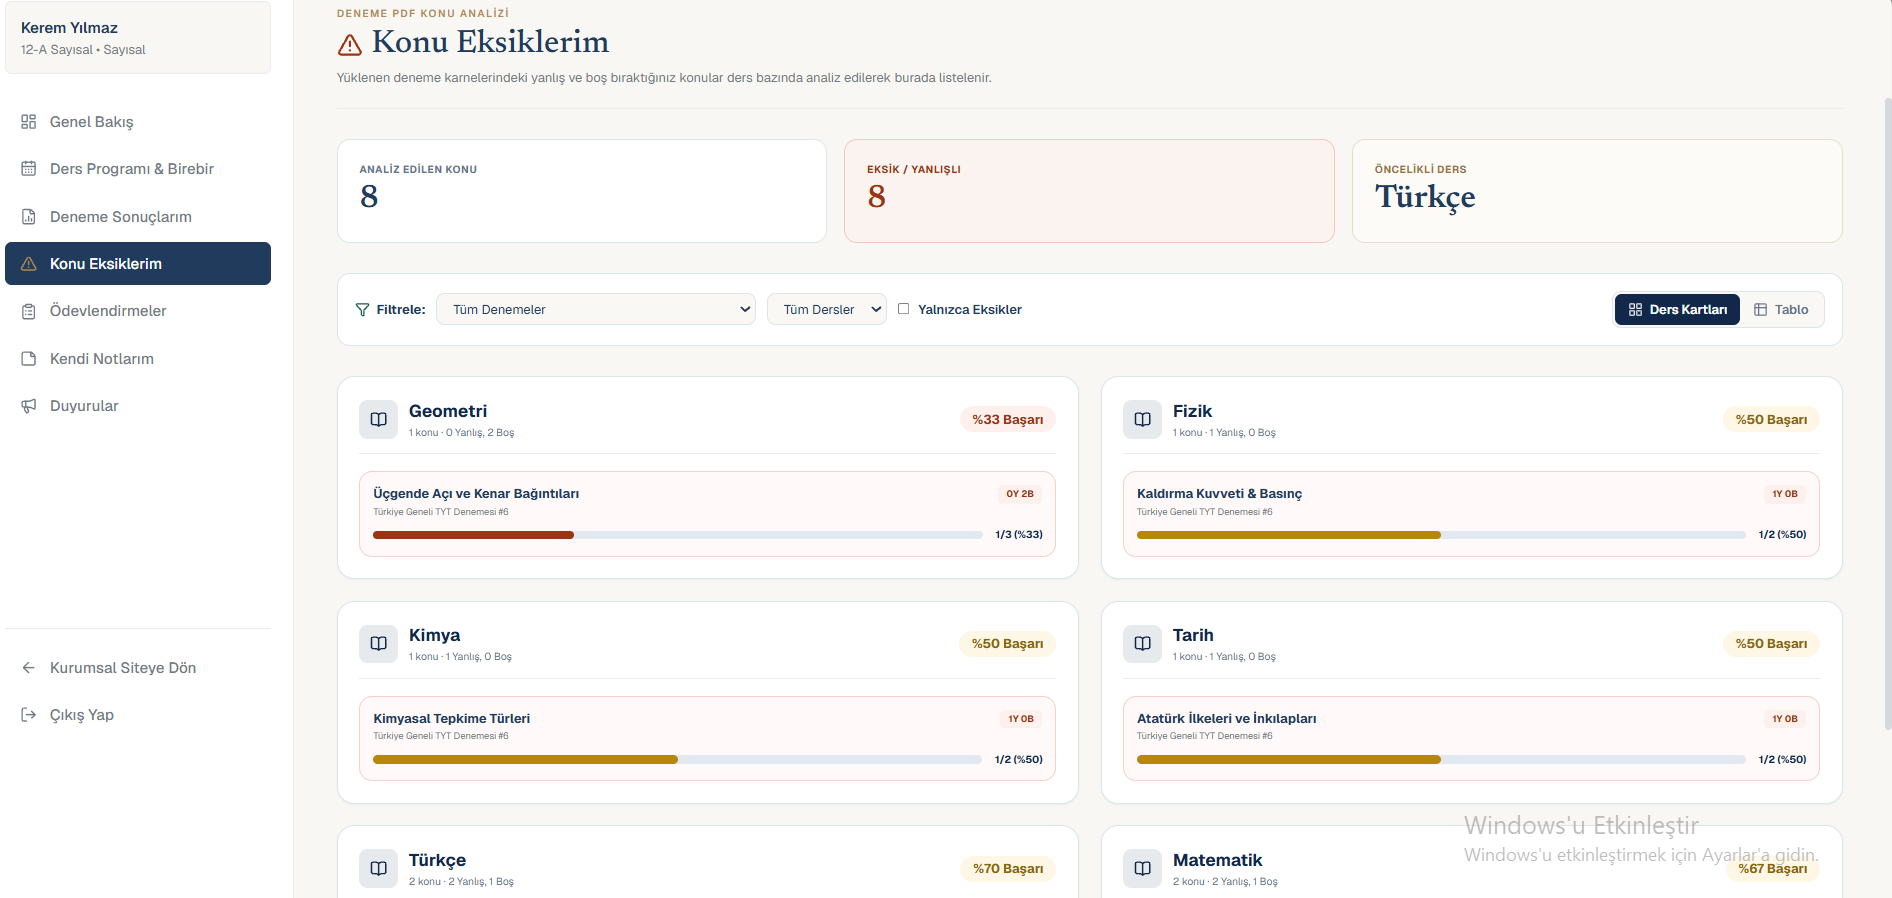 Kerem Yılmaz
12-A Sayısal • Sayısal
Genel Bakış
Ders Programı & Birebir
Deneme Sonuçlarım
Konu Eksiklerim
Ödevlendirmeler
Kendi Notlarım
Duyurular
Kurumsal Siteye Dön
Çıkış Yap
DENEME PDF KONU ANALİZİ
Konu Eksiklerim
Yüklenen deneme karnelerindeki yanlış ve boş bıraktığınız konular ders bazında analiz edilerek burada listelenir.
ANALİZ EDİLEN KONU
8
EKSİK / YANLIŞLI
8
ÖNCELİKLİ DERS
Türkçe
Filtrele: Tüm Denemeler Tüm Dersler Yalnızca Eksikler Ders Kartları Tablo
Geometri
1 konu · 0 Yanlış, 2 Boş
%33 Başarı
Üçgende Açı ve Kenar Bağıntıları
0Y 2B
Türkiye Geneli TYT Denemesi #6
1/3 (%33)
Fizik
1 konu · 1 Yanlış, 0 Boş
%50 Başarı
Kaldırma Kuvveti & Basınç
1Y 0B
Türkiye Geneli TYT Denemesi #6
1/2 (%50)
Kimya
1 konu · 1 Yanlış, 0 Boş
%50 Başarı
Kimyasal Tepkime Türleri
1Y 0B
Türkiye Geneli TYT Denemesi #6
1/2 (%50)
Tarih
1 konu · 1 Yanlış, 0 Boş
%50 Başarı
Atatürk İlkeleri ve İnkılapları
1Y 0B
Türkiye Geneli TYT Denemesi #6
1/2 (%50)
Türkçe
2 konu · 2 Yanlış, 1 Boş
%70 Başarı
Matematik
2 konu · 2 Yanlış, 1 Boş
%67 Başarı
Windows'u Etkinleştir
Windows'u etkinleştirmek için Ayarlar'a gidin.